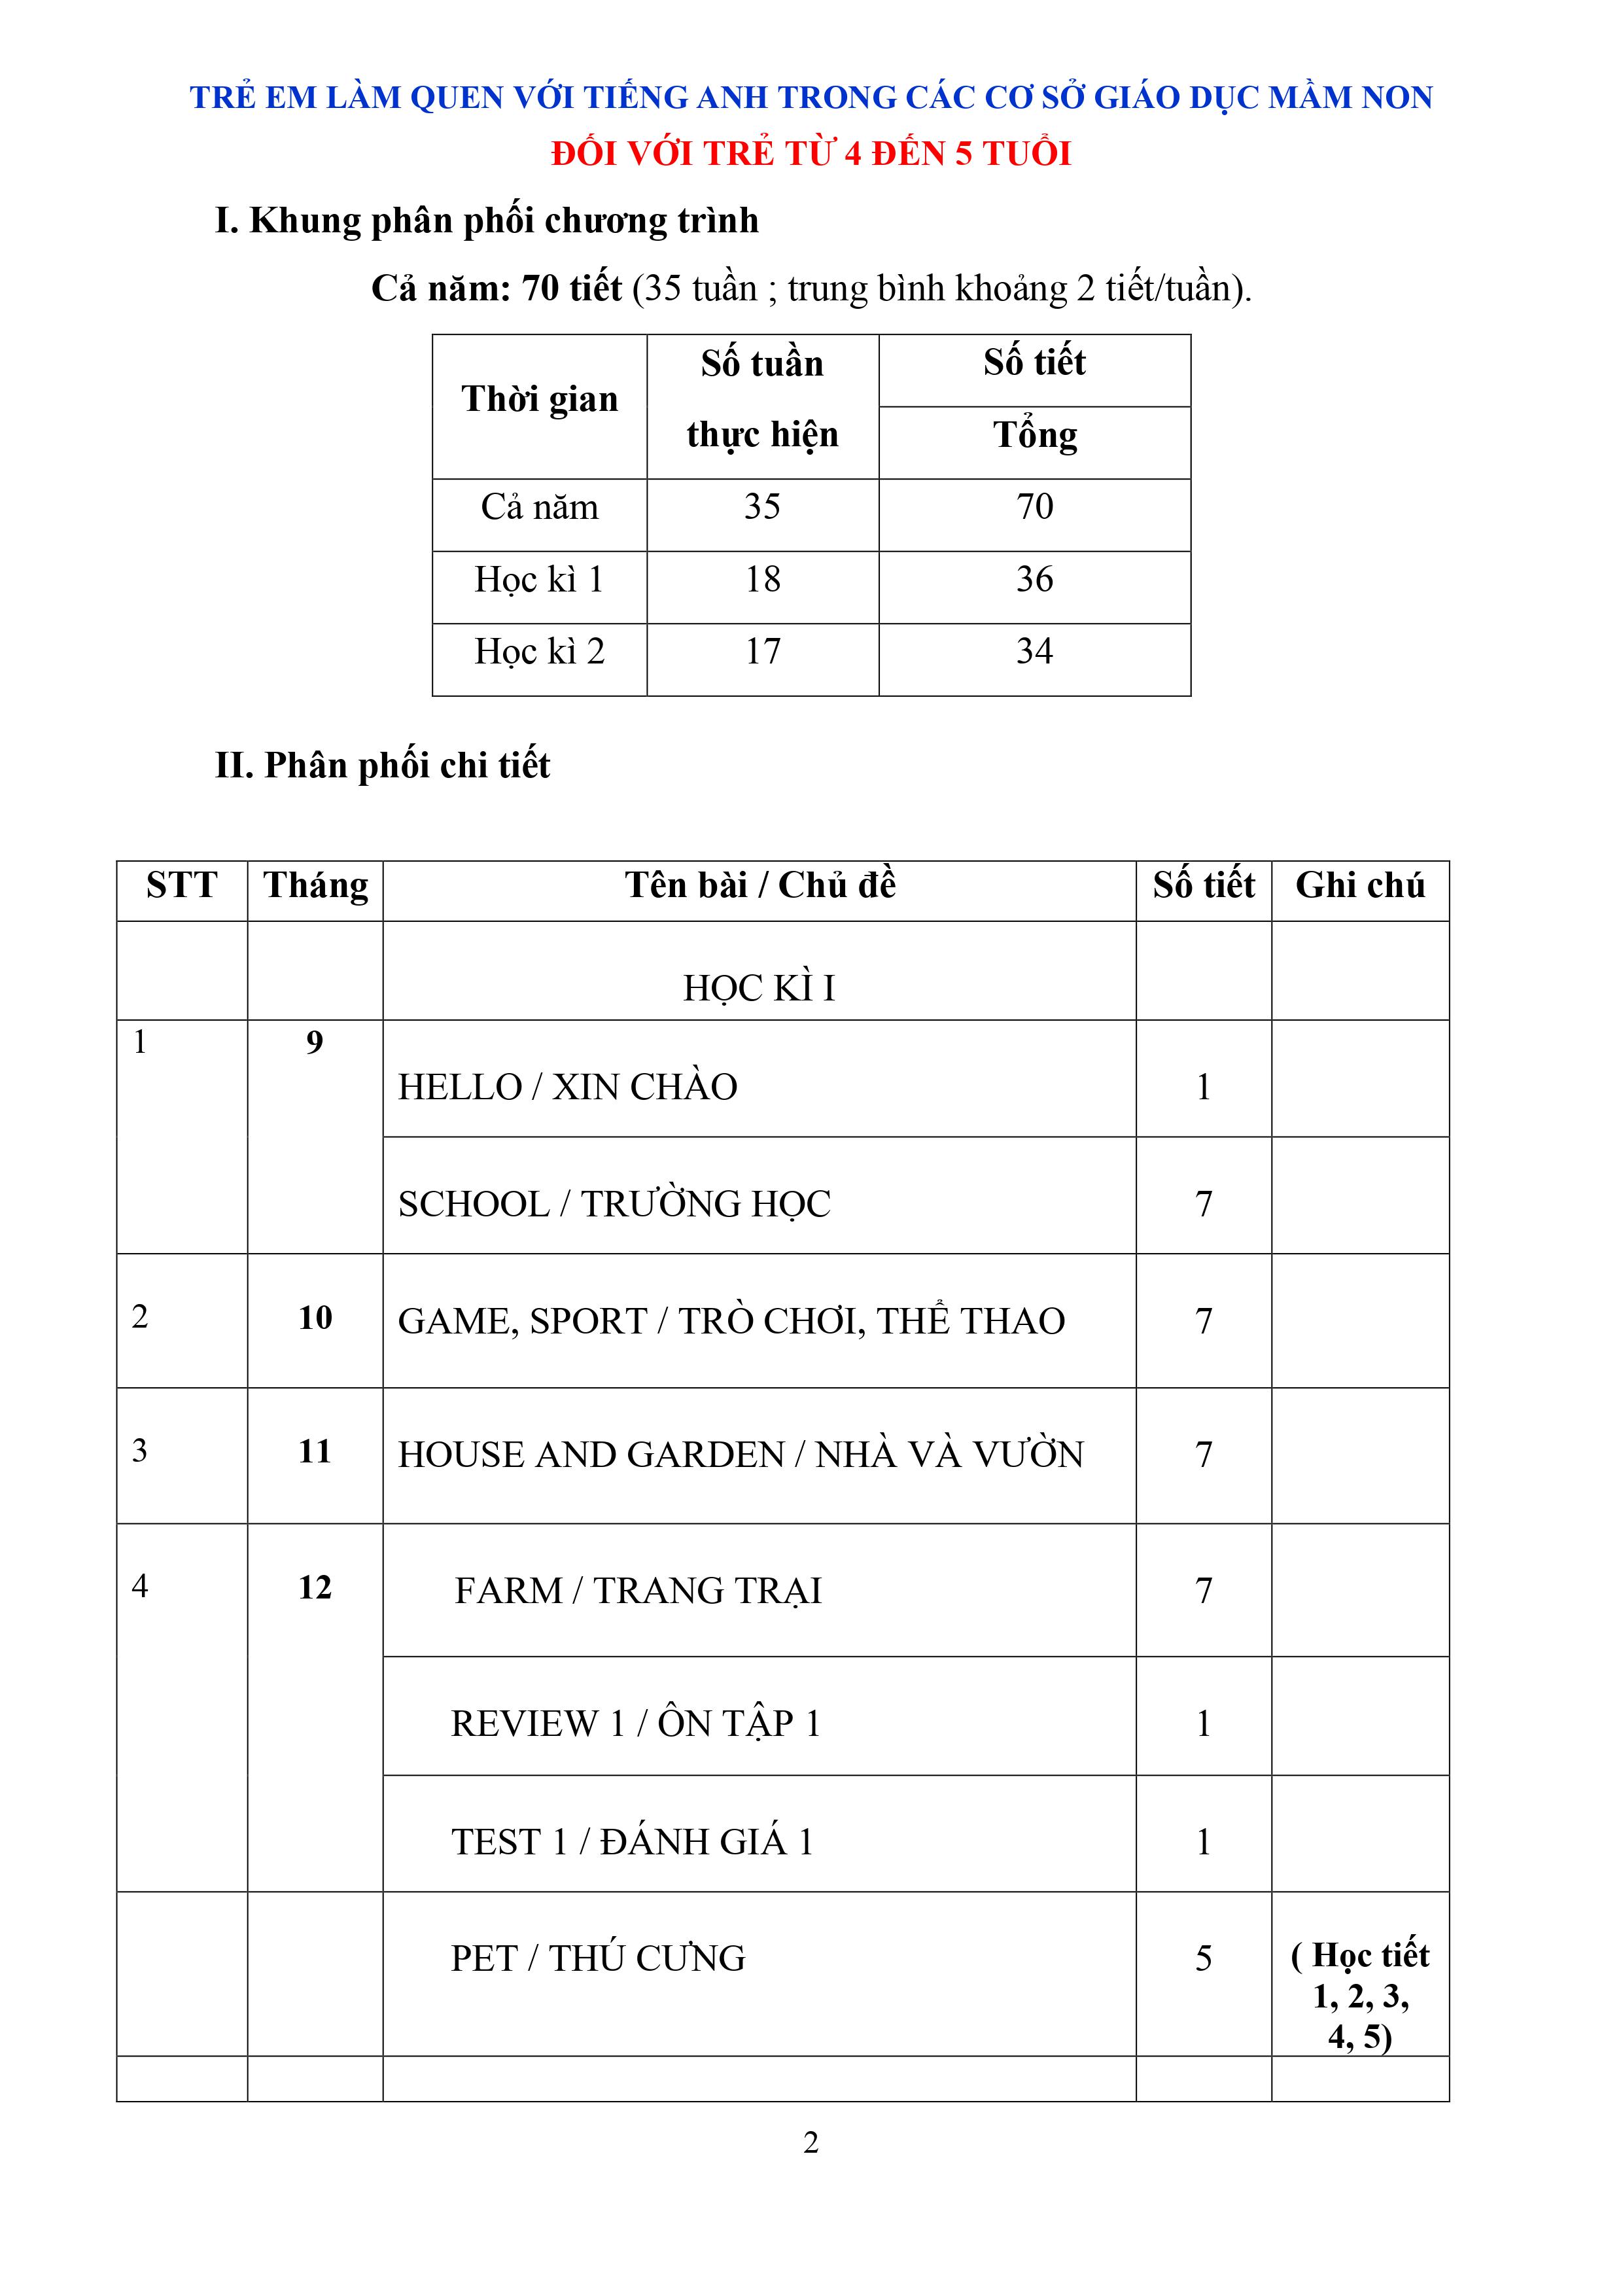 TRẺ EM LÀM QUEN VỚI TIẾNG ANH TRONG CÁC CƠ SỞ GIÁO DỤC MẦM NON
ĐỐI VỚI TRẺ TỪ 4 ĐẾN 5 TUỔI
I. Khung phân phối chương trình
Cả năm: 70 tiết (35 tuần ; trung bình khoảng 2 tiết/tuần).
Thời gian
Số tuần
thực hiện
Số tiết
Tổng
Cả năm 35 70
Học kì 1 18 36
Học kì 2 17 34
II. Phân phối chi tiết
STT Tháng Tên bài / Chủ đề Số tiết Ghi chú
HỌC KÌ I
1 9
HELLO / XIN CHÀO 1
SCHOOL / TRƯỜNG HỌC 7
2 10 GAME, SPORT / TRÒ CHƠI, THỂ THAO 7
3 11 HOUSE AND GARDEN / NHÀ VÀ VƯỜN 7
4 12 FARM / TRANG TRẠI 7
REVIEW 1 / ÔN TẬP 1 1
TEST 1 / ĐÁNH GIÁ 1 1
PET / THÚ CƯNG 5 ( Học tiết
1, 2, 3,
4, 5)
2